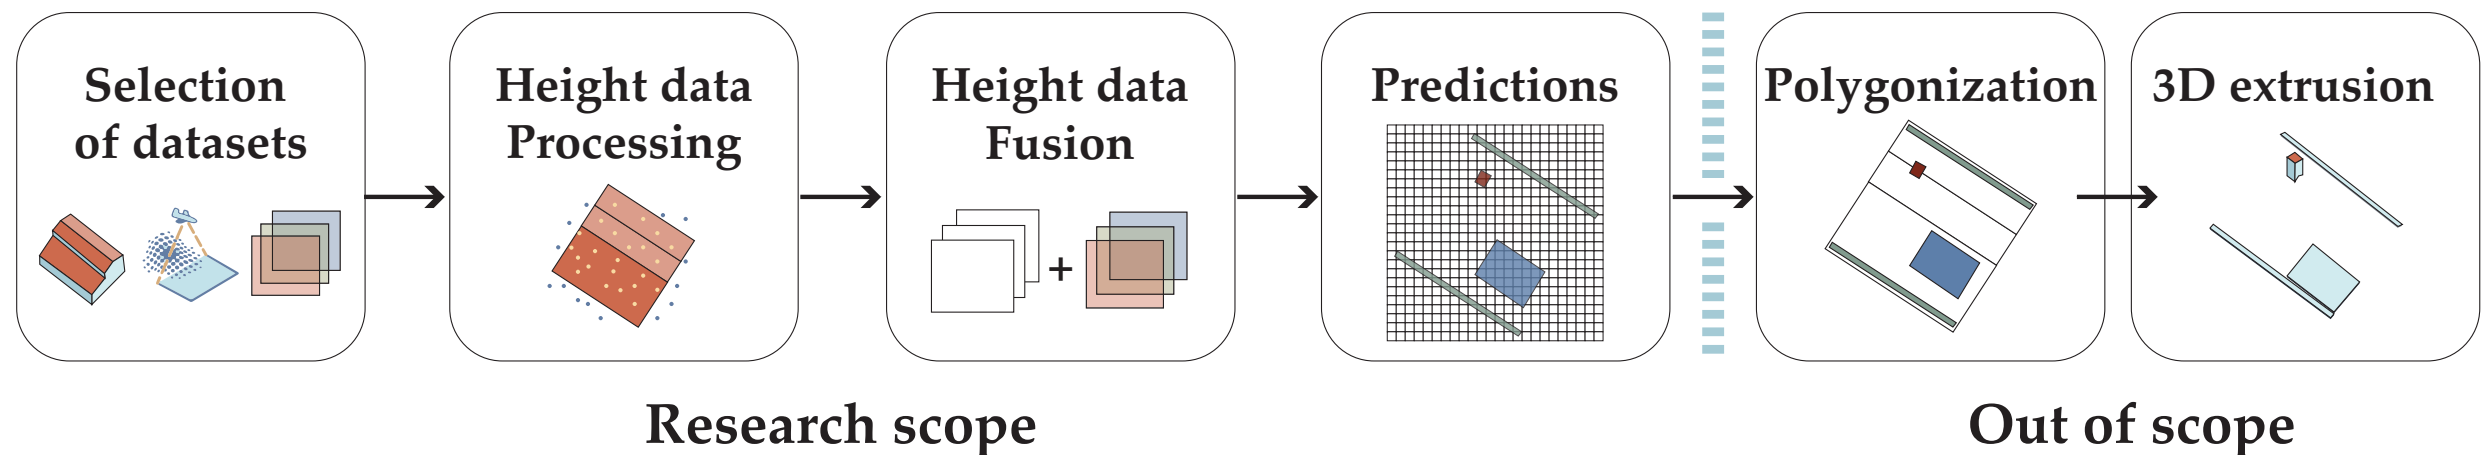 Selection
of datasets
Height data
Processing
Height data
Fusion
+
Predictions
Polygonization
3D extrusion
Research scope
Out of scope